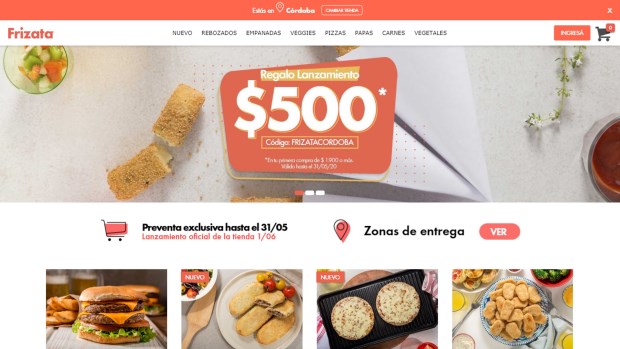 Estás en Córdoba CAMBIAR TIENDA X
Frizata
NUEVO REBOZADOS EMPANADAS VEGGIES PIZZAS PAPAS CARNES VEGETALES
INGRESÁ
0
Regalo Lanzamiento
$500*
Código: FRIZATACORDOBA
*En tu primera compra de $ 1.900 o más.
Válido hasta el 31/05/20
Preventa exclusiva hasta el 31/05
Lanzamiento oficial de la tienda 1/06
Zonas de entrega VER
NUEVO
NUEVO